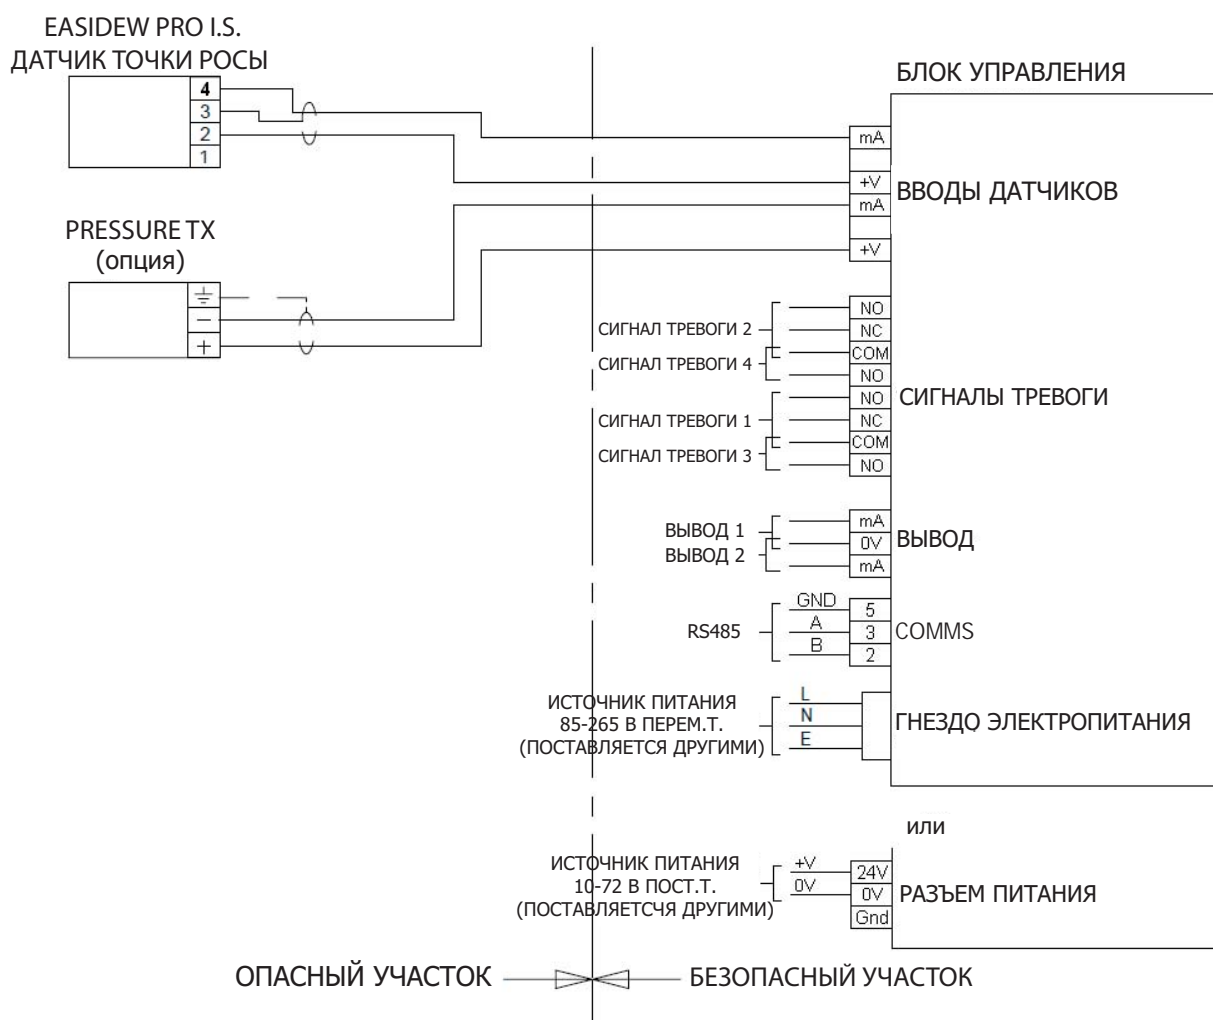 EASIDEW PRO I.S.
ДАТЧИК ТОЧКИ РОСЫ
4
3
2
1
PRESSURE TX
(опция)
−
+
БЛОК УПРАВЛЕНИЯ
mA
+V
mA
+V
ВВОДЫ ДАТЧИКОВ
СИГНАЛ ТРЕВОГИ 2
СИГНАЛ ТРЕВОГИ 4
СИГНАЛ ТРЕВОГИ 1
СИГНАЛ ТРЕВОГИ 3
NO
NC
COM
NO
NO
NC
COM
NO
СИГНАЛЫ ТРЕВОГИ
ВЫВОД 1
ВЫВОД 2
mA
0V
mA
ВЫВОД
RS485
GND
A
B
5
3
2
COMMS
ИСТОЧНИК ПИТАНИЯ
85-265 В ПЕРЕМ.Т.
(ПОСТАВЛЯЕТСЯ ДРУГИМИ)
L
N
E
ГНЕЗДО ЭЛЕКТРОПИТАНИЯ
или
ИСТОЧНИК ПИТАНИЯ
10-72 В ПОСТ.Т.
(ПОСТАВЛЯЕТСЧЯ ДРУГИМИ)
+V
0V
24V
0V
Gnd
РАЗЪЕМ ПИТАНИЯ
ОПАСНЫЙ УЧАСТОК
БЕЗОПАСНЫЙ УЧАСТОК